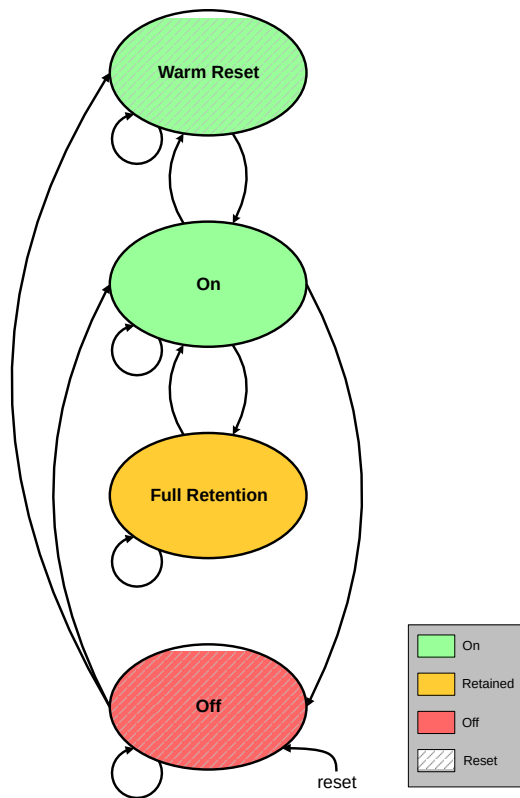 Warm Reset
On
Full Retention
Off
reset
On
Retained
Off
Reset